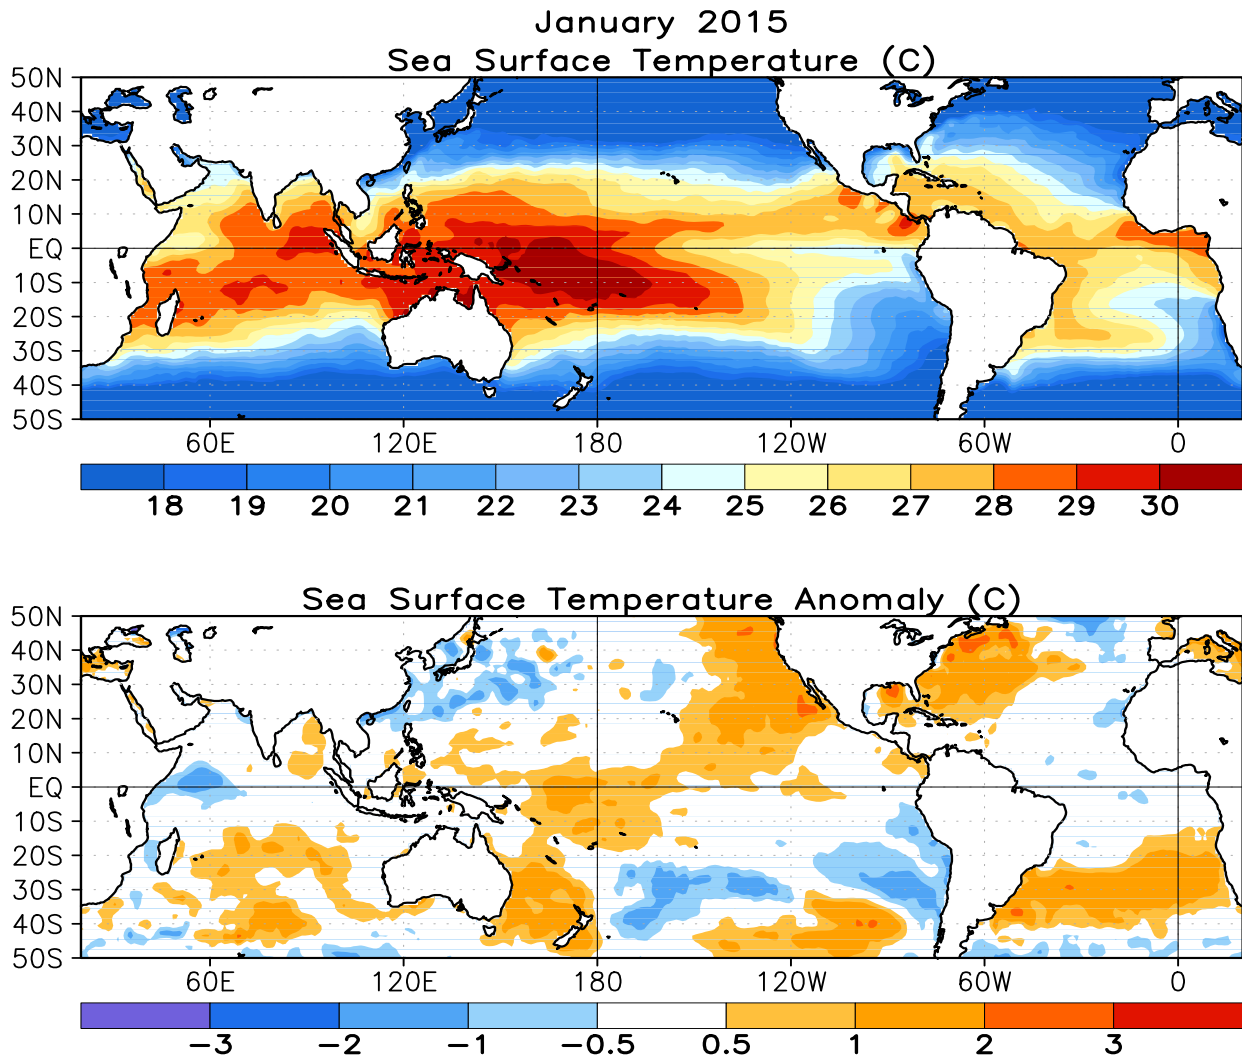 January 2015
Sea Surface Temperature (C)
50N
40N
30N
20N
10N
EQ
10S
20S
30S
40S
50S
60E 120E 180 120W 60W 0
18 19 20 21 22 23 24 25 26 27 28 29 30
Sea Surface Temperature Anomaly (C)
50N
40N
30N
20N
10N
EQ
10S
20S
30S
40S
50S
60E 120E 180 120W 60W 0
−3 −2 −1 −0.5 0.5 1 2 3